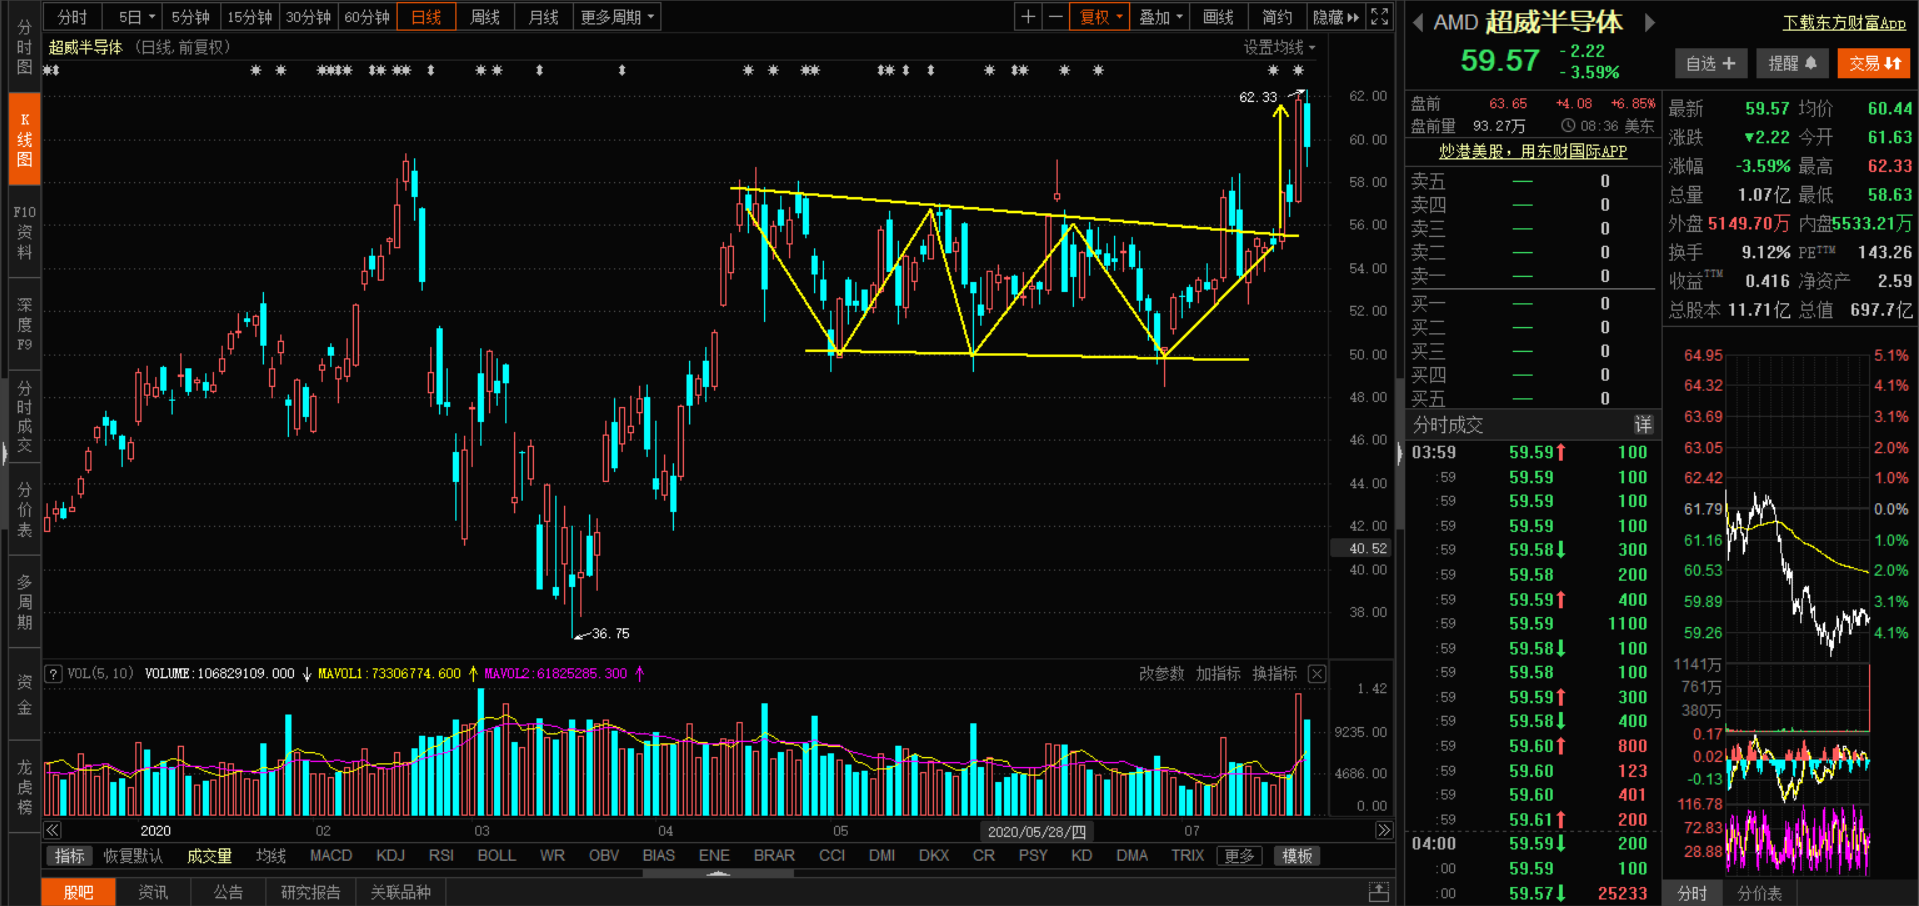 分时 5日 5分钟 15分钟 30分钟 60分钟 日线 周线 月线 更多周期
复权 叠加 画线 简约 隐藏
超威半导体 (日线,前复权)
设置均线
分时图
K线图
F10资料
深度F9
分时成交
分价表
多周期
资金
龙虎榜
62.33
36.75
62.00
60.00
58.00
56.00
54.00
52.00
50.00
48.00
46.00
44.00
42.00
40.52
40.00
38.00
? VOL(5, 10) VOLUME:106829109.000 MAVOL1:73306774.600 MAVOL2:61825285.300
改参数 加指标 换指标
1.42
9235.00
4686.00
0.00
2020 02 03 04 05 2020/05/28/四 07
指标 恢复默认 成交量 均线 MACD KDJ RSI BOLL WR OBV BIAS ENE BRAR CCI DMI DKX CR PSY KD DMA TRIX 更多 模板
股吧 资讯 公告 研究报告 关联品种
AMD 超威半导体
下载东方财富App
59.57 -2.22
-3.59%
自选 + 提醒 交易
盘前 63.65 +4.08 +6.85%
盘前量 93.27万 08:36 美东
炒港美股,用东财国际APP
卖五 — 0
卖四 — 0
卖三 — 0
卖二 — 0
卖一 — 0
买一 — 0
买二 — 0
买三 — 0
买四 — 0
买五 — 0
分时成交 详
03:59 59.59 100
:59 59.59 100
:59 59.59 100
:59 59.59 100
:59 59.58 300
:59 59.58 200
:59 59.59 400
:59 59.59 1100
:59 59.58 100
:59 59.58 100
:59 59.59 300
:59 59.58 400
:59 59.60 800
:59 59.60 123
:59 59.60 401
:59 59.61 200
04:00 59.59 200
:00 59.59 100
:00 59.57 25233
最新 59.57 均价 60.44
涨跌 ▼2.22 今开 61.63
涨幅 -3.59% 最高 62.33
总量 1.07亿 最低 58.63
外盘 5149.70万 内盘 5533.21万
换手 9.12% PE TTM 143.26
收益 TTM 0.416 净资产 2.59
总股本 11.71亿 总值 697.7亿
64.95 5.1%
64.32 4.1%
63.69 3.1%
63.05 2.0%
62.42 1.0%
61.79 0.0%
61.16 1.0%
60.53 2.0%
59.89 3.1%
59.26 4.1%
1141万
761万
380万
0.17
0.02
-0.13
116.78
72.83
28.88
分时 分价表